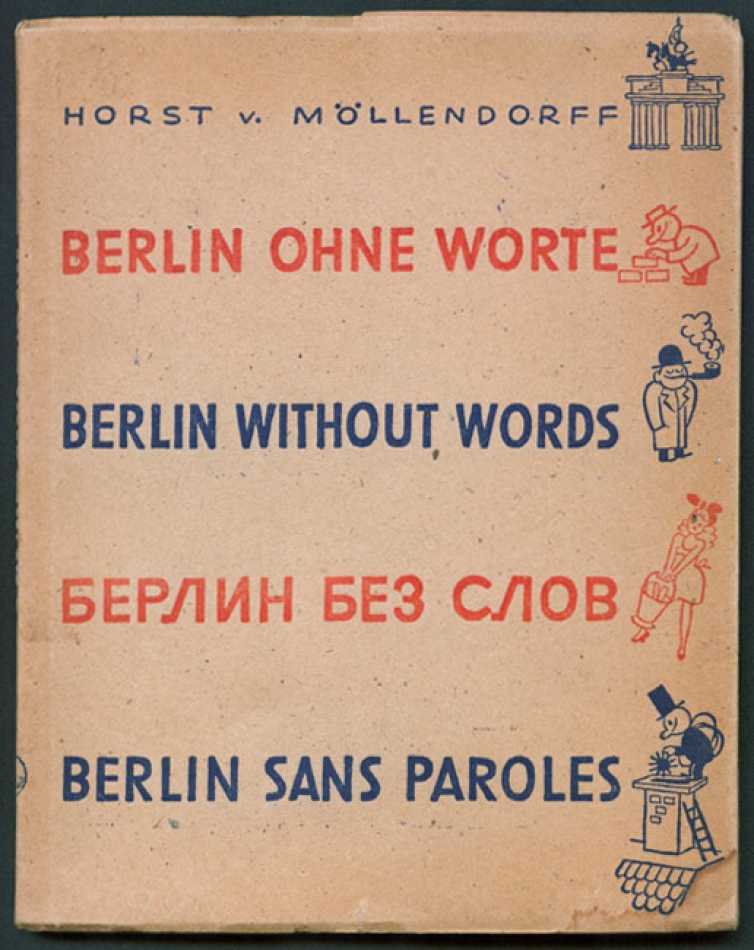 HORST v. MÖLLENDORFF
BERLIN OHNE WORTE
BERLIN WITHOUT WORDS
БЕРЛИН БЕЗ СЛОВ
BERLIN SANS PAROLES